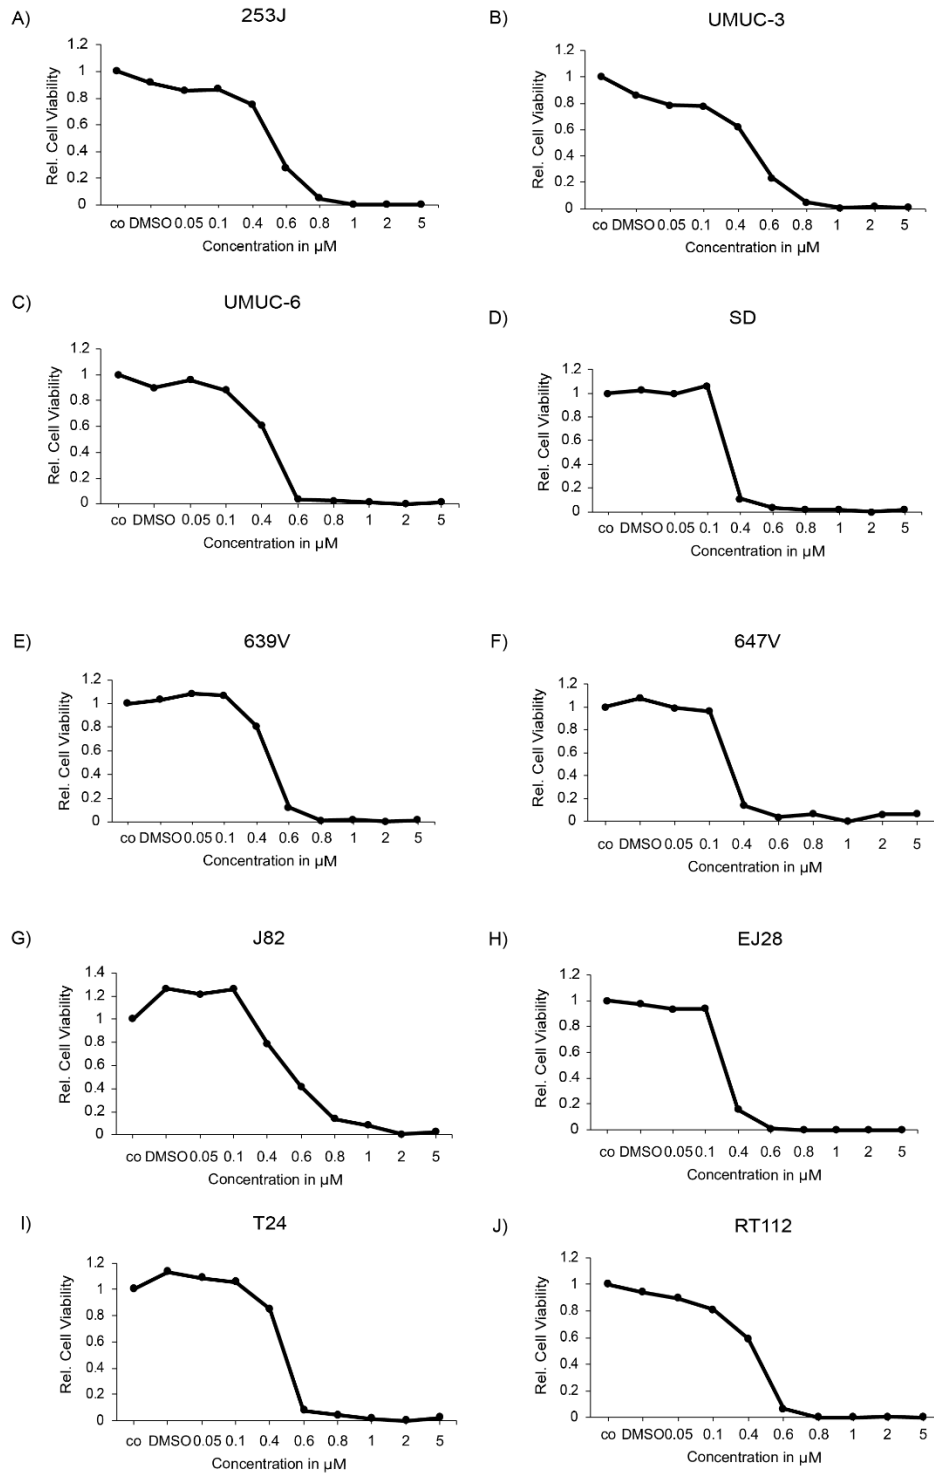 A) 253J
Rel. Cell Viability
1.2
1
0.8
0.6
0.4
0.2
0
co DMSO 0.05 0.1 0.4 0.6 0.8 1 2 5
Concentration in µM
B) UMUC-3
Rel. Cell Viability
1.2
1
0.8
0.6
0.4
0.2
0
co DMSO 0.05 0.1 0.4 0.6 0.8 1 2 5
Concentration in µM
C) UMUC-6
Rel. Cell Viability
1.2
1
0.8
0.6
0.4
0.2
0
co DMSO 0.05 0.1 0.4 0.6 0.8 1 2 5
Concentration in µM
D) SD
Rel. Cell Viability
1.2
1
0.8
0.6
0.4
0.2
0
co DMSO 0.05 0.1 0.4 0.6 0.8 1 2 5
Concentration in µM
E) 639V
Rel. Cell Viability
1.2
1
0.8
0.6
0.4
0.2
0
co DMSO 0.05 0.1 0.4 0.6 0.8 1 2 5
Concentration in µM
F) 647V
Rel. Cell Viability
1.2
1
0.8
0.6
0.4
0.2
0
co DMSO 0.05 0.1 0.4 0.6 0.8 1 2 5
Concentration in µM
G) J82
Rel. Cell Viability
1.4
1.2
1
0.8
0.6
0.4
0.2
0
co DMSO 0.05 0.1 0.4 0.6 0.8 1 2 5
Concentration in µM
H) EJ28
Rel. Cell Viability
1.2
1
0.8
0.6
0.4
0.2
0
co DMSO 0.05 0.1 0.4 0.6 0.8 1 2 5
Concentration in µM
I) T24
Rel. Cell Viability
1.2
1
0.8
0.6
0.4
0.2
0
co DMSO 0.05 0.1 0.4 0.6 0.8 1 2 5
Concentration in µM
J) RT112
Rel. Cell Viability
1.2
1
0.8
0.6
0.4
0.2
0
co DMSO 0.05 0.1 0.4 0.6 0.8 1 2 5
Concentration in µM